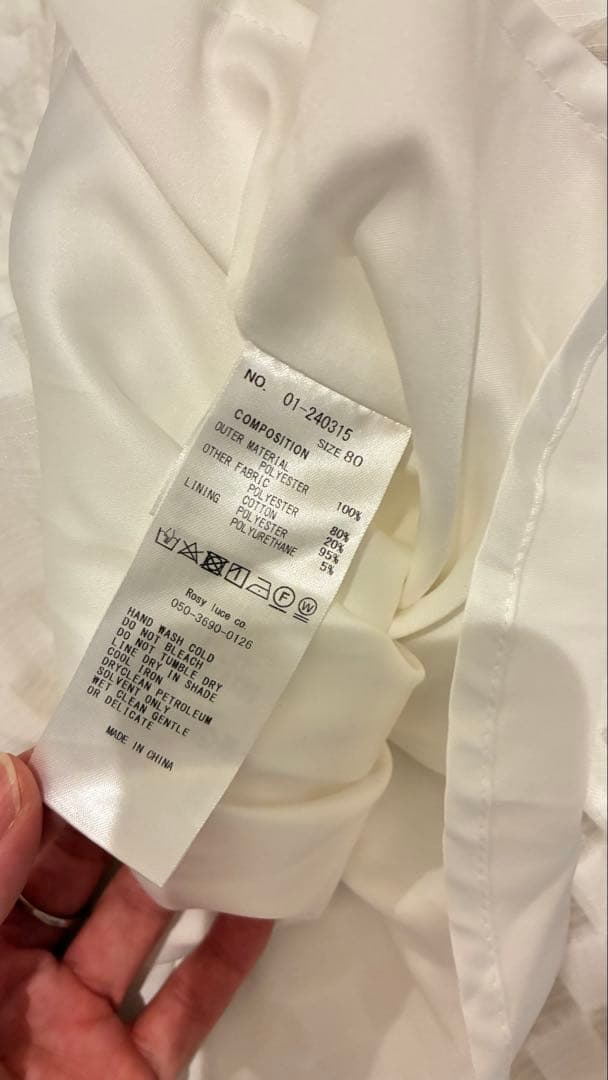 NO. 01-240315
SIZE 80
COMPOSITION
OUTER MATERIAL
POLYESTER 100%
OTHER FABRIC
POLYESTER 80%
COTTON 20%
LINING POLYESTER 95%
POLYURETHANE 5%
F W
Rosy luce co.
050-3690-0126
HAND WASH COLD
DO NOT BLEACH
DO NOT TUMBLE DRY
LINE DRY IN SHADE
COOL IRON
DRYCLEAN PETROLEUM
SOLVENT ONLY
WET CLEAN GENTLE
OR DELICATE
MADE IN CHINA